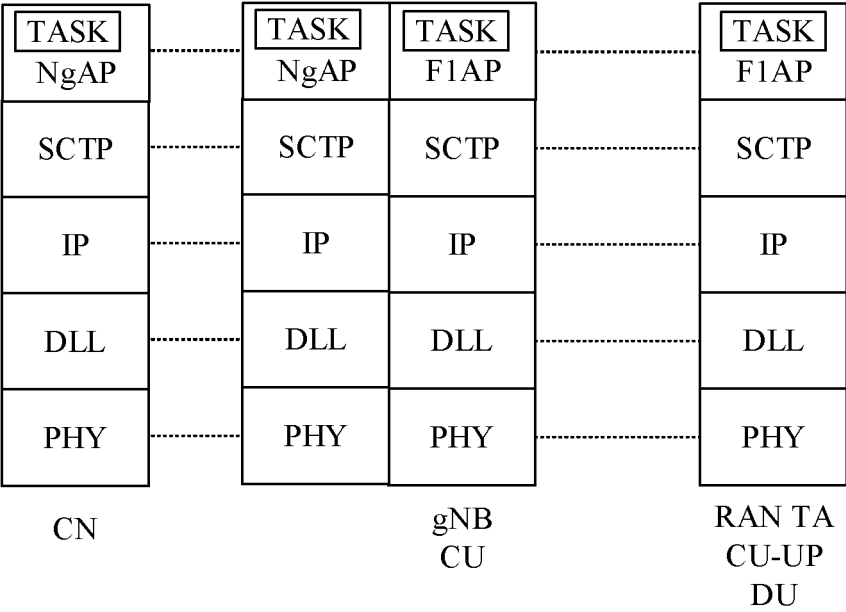 TASK TASK TASK TASK
NgAP NgAP F1AP F1AP
SCTP SCTP SCTP SCTP
IP IP IP IP
DLL DLL DLL DLL
PHY PHY PHY PHY
CN gNB RAN TA
CU CU-UP
DU